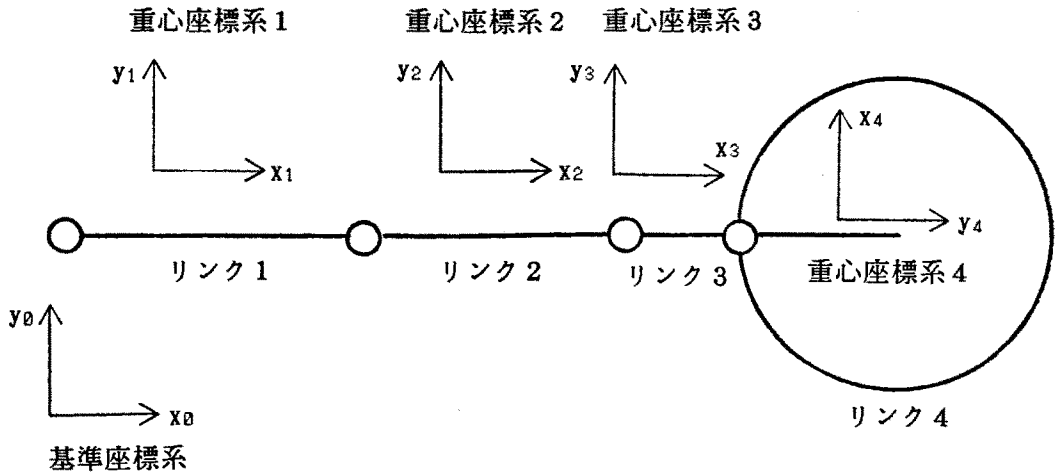 重心座標系1 重心座標系2 重心座標系3
y1 x1
y2 x2
y3 x3
x4 y4
リンク1 リンク2 リンク3 重心座標系4
y0 x0
リンク4
基準座標系